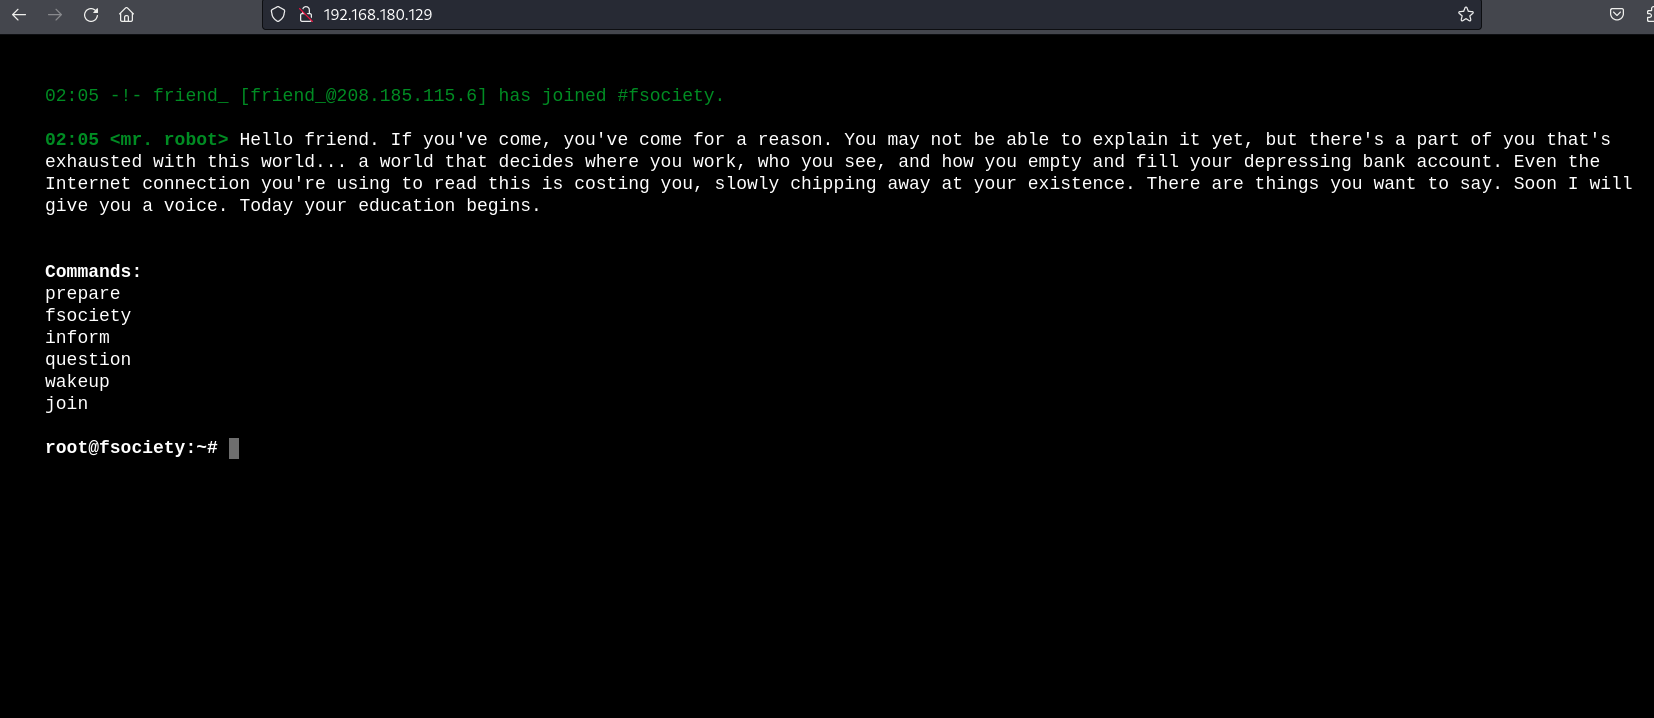 192.168.180.129
02:05 -!- friend_ [friend_@208.185.115.6] has joined #fsociety.
02:05 <mr. robot> Hello friend. If you've come, you've come for a reason. You may not be able to explain it yet, but there's a part of you that's
exhausted with this world... a world that decides where you work, who you see, and how you empty and fill your depressing bank account. Even the
Internet connection you're using to read this is costing you, slowly chipping away at your existence. There are things you want to say. Soon I will
give you a voice. Today your education begins.
Commands:
prepare
fsociety
inform
question
wakeup
join
root@fsociety:~#